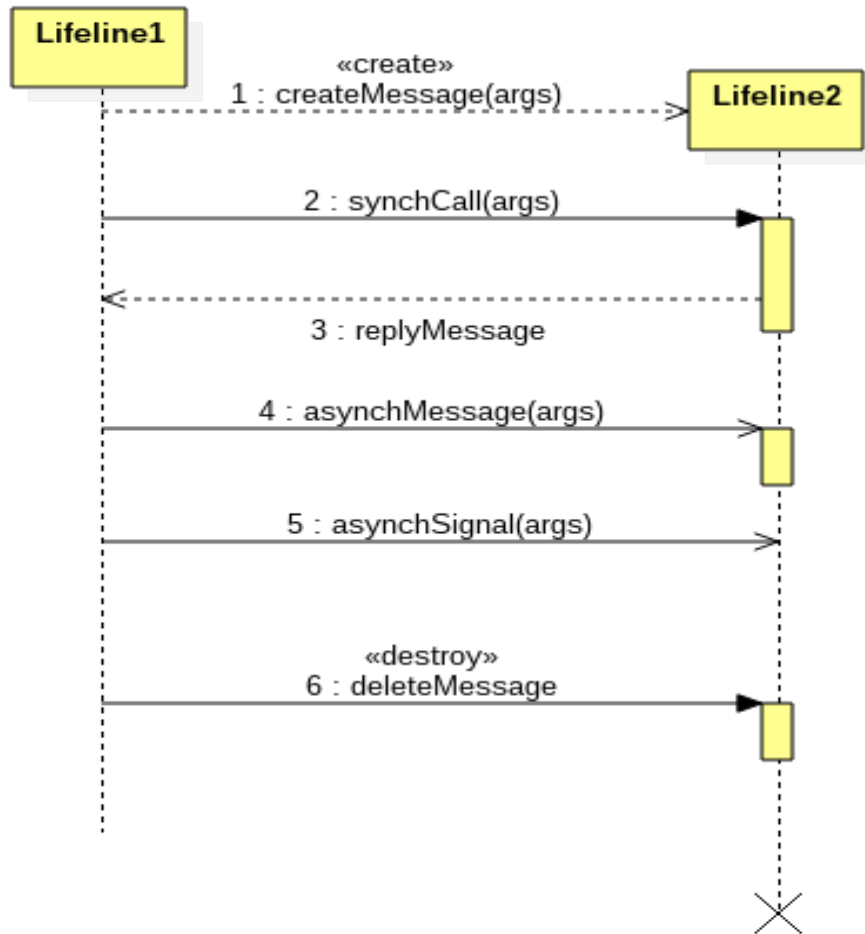 Lifeline1
«create»
1 : createMessage(args)
Lifeline2
2 : synchCall(args)
3 : replyMessage
4 : asynchMessage(args)
5 : asynchSignal(args)
«destroy»
6 : deleteMessage